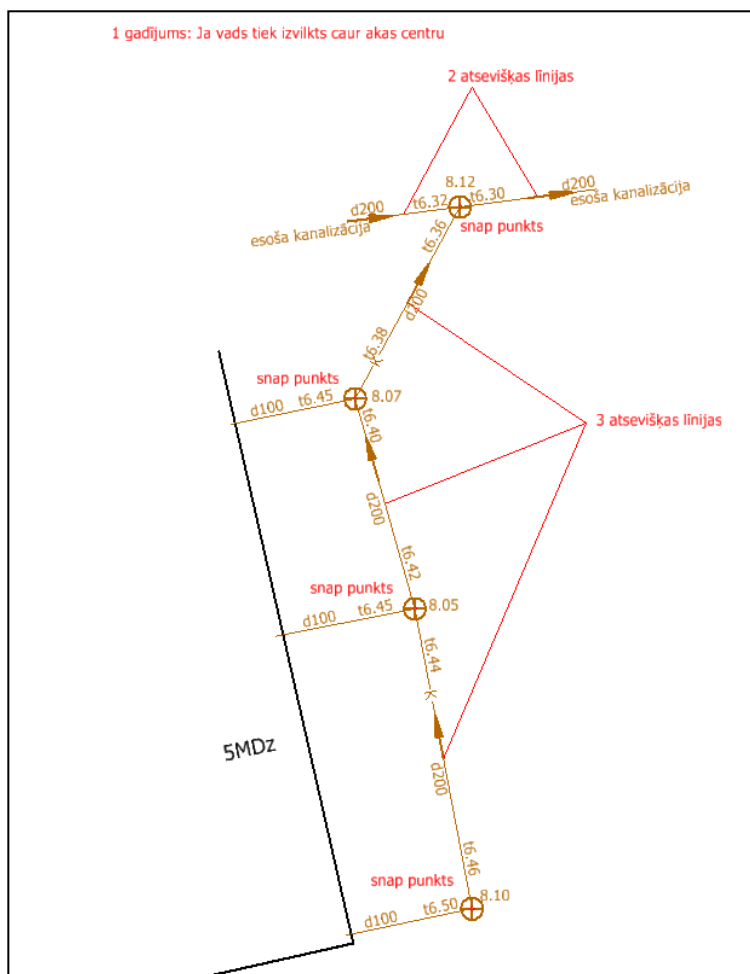 1 gadījums: Ja vads tiek izvilkts caur akas centru
2 atsevišķas līnijas
8.12
d200
t6.32
t6.30
d200
esoša kanalizācija
esoša kanalizācija
snap punkts
t6.36
d200
t6.38
K
snap punkts
d100
t6.45
8.07
t6.40
3 atsevišķas līnijas
d200
t6.42
snap punkts
d100
t6.45
8.05
t6.44
K
5MDz
d200
t6.46
snap punkts
d100
t6.50
8.10